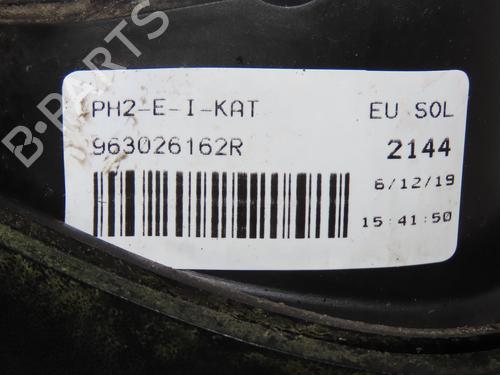 B-PARTS
PH2-E-I-KAT EU SOL
963026162R 2144
6/12/19
15:41:50